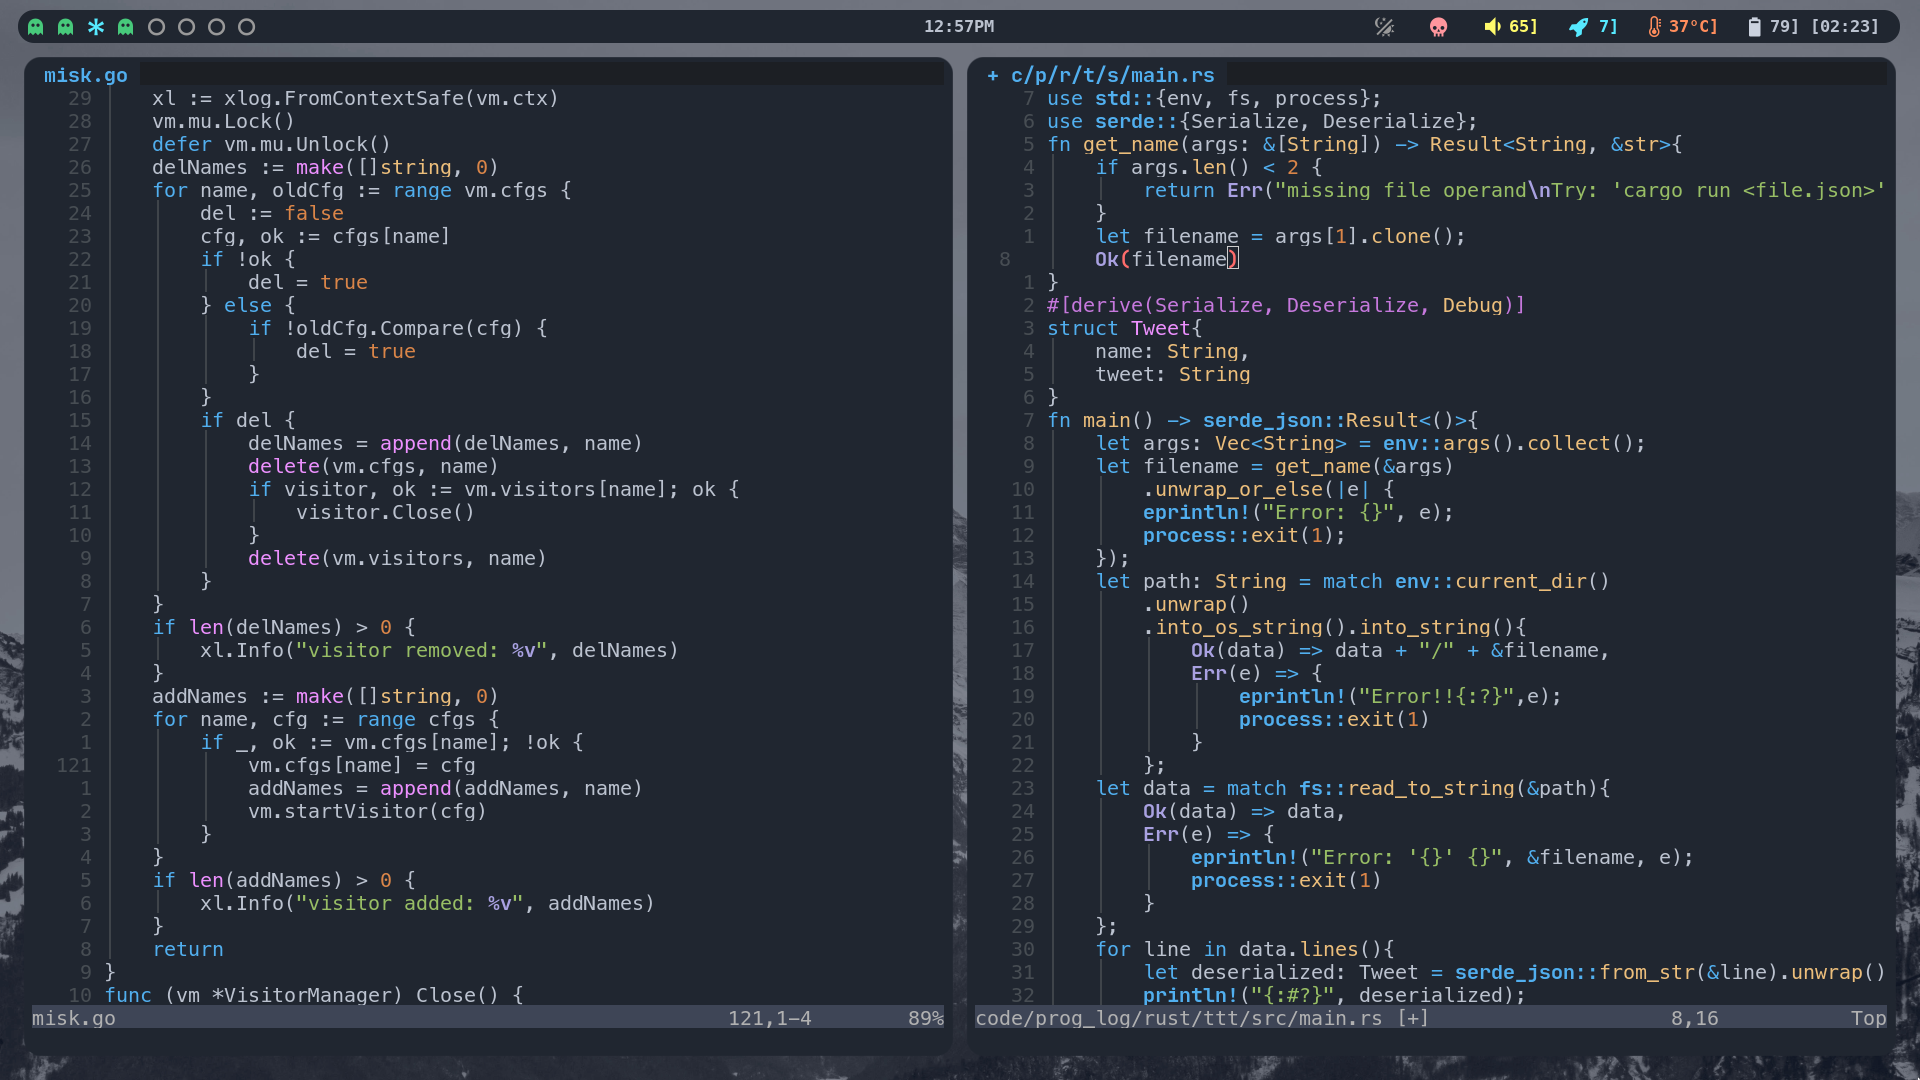 12:57PM
65]
7]
37°C]
79] [02:23]
misk.go
29 xl := xlog.FromContextSafe(vm.ctx)
28 vm.mu.Lock()
27 defer vm.mu.Unlock()
26 delNames := make([]string, 0)
25 for name, oldCfg := range vm.cfgs {
24 del := false
23 cfg, ok := cfgs[name]
22 if !ok {
21 del = true
20 } else {
19 if !oldCfg.Compare(cfg) {
18 del = true
17 }
16 }
15 if del {
14 delNames = append(delNames, name)
13 delete(vm.cfgs, name)
12 if visitor, ok := vm.visitors[name]; ok {
11 visitor.Close()
10 }
9 delete(vm.visitors, name)
8 }
7 }
6 if len(delNames) > 0 {
5 xl.Info("visitor removed: %v", delNames)
4 }
3 addNames := make([]string, 0)
2 for name, cfg := range cfgs {
1 if _, ok := vm.cfgs[name]; !ok {
121 vm.cfgs[name] = cfg
1 addNames = append(addNames, name)
2 vm.startVisitor(cfg)
3 }
4 }
5 if len(addNames) > 0 {
6 xl.Info("visitor added: %v", addNames)
7 }
8 return
9 }
10 func (vm *VisitorManager) Close() {
misk.go 121,1-4 89%
+ c/p/r/t/s/main.rs
7 use std::{env, fs, process};
6 use serde::{Serialize, Deserialize};
5 fn get_name(args: &[String]) -> Result<String, &str>{
4 if args.len() < 2 {
3 return Err("missing file operand\nTry: 'cargo run <file.json>'
2 }
1 let filename = args[1].clone();
8 Ok(filename)
1 }
2 #[derive(Serialize, Deserialize, Debug)]
3 struct Tweet{
4 name: String,
5 tweet: String
6 }
7 fn main() -> serde_json::Result<()>{
8 let args: Vec<String> = env::args().collect();
9 let filename = get_name(&args)
10 .unwrap_or_else(|e| {
11 eprintln!("Error: {}", e);
12 process::exit(1);
13 });
14 let path: String = match env::current_dir()
15 .unwrap()
16 .into_os_string().into_string(){
17 Ok(data) => data + "/" + &filename,
18 Err(e) => {
19 eprintln!("Error!!{:?}",e);
20 process::exit(1)
21 }
22 };
23 let data = match fs::read_to_string(&path){
24 Ok(data) => data,
25 Err(e) => {
26 eprintln!("Error: '{}' {}", &filename, e);
27 process::exit(1)
28 }
29 };
30 for line in data.lines(){
31 let deserialized: Tweet = serde_json::from_str(&line).unwrap()
32 println!("{:#?}", deserialized);
code/prog_log/rust/ttt/src/main.rs [+] 8,16 Top